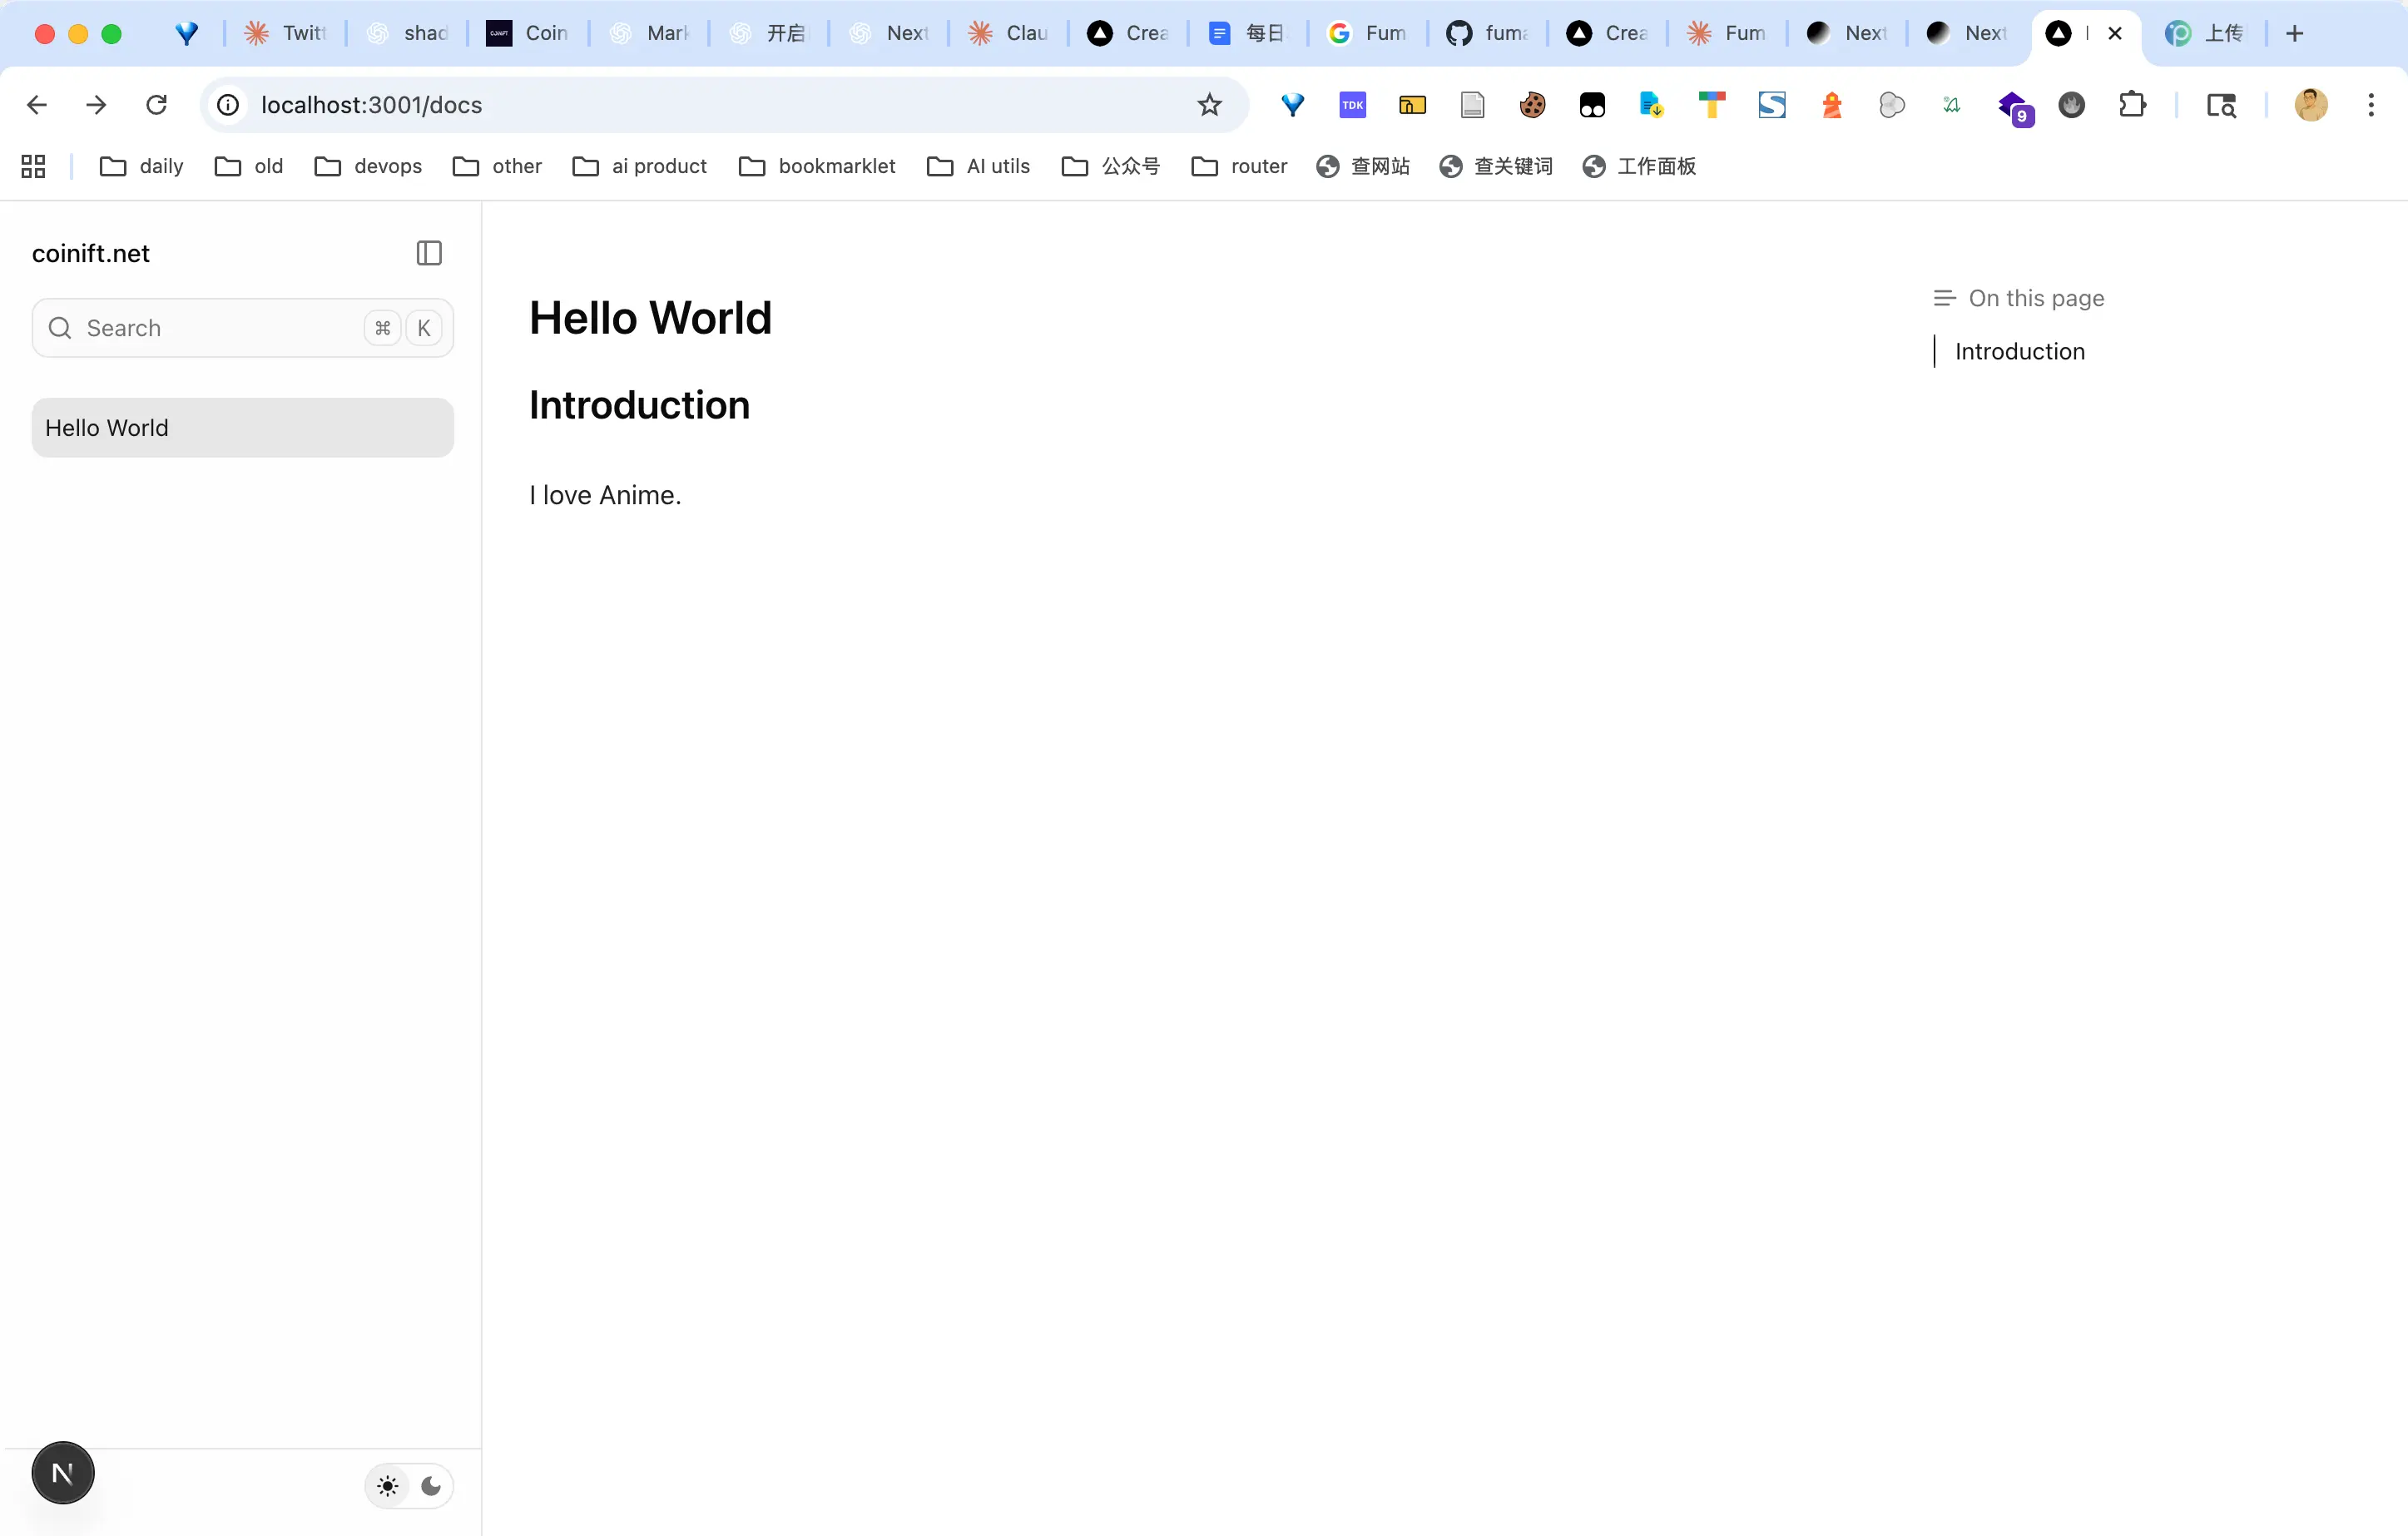 Twitt shad Coin Mark 开启 Next Clau Crea 每日 Fum fuma Crea Fum Next Next 上传
localhost:3001/docs
TDK
9
daily old devops other ai product bookmarklet AI utils 公众号 router 查网站 查关键词 工作面板
coinift.net
Search ⌘ K
Hello World
Hello World
Introduction
I love Anime.
On this page
Introduction
N